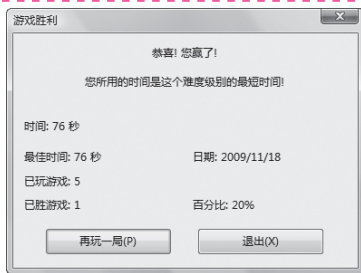 游戏胜利
恭喜! 您赢了!
您所用的时间是这个难度级别的最短时间!
时间: 76 秒
最佳时间: 76 秒 日期: 2009/11/18
已玩游戏: 5
已胜游戏: 1 百分比: 20%
再玩一局(P) 退出(X)